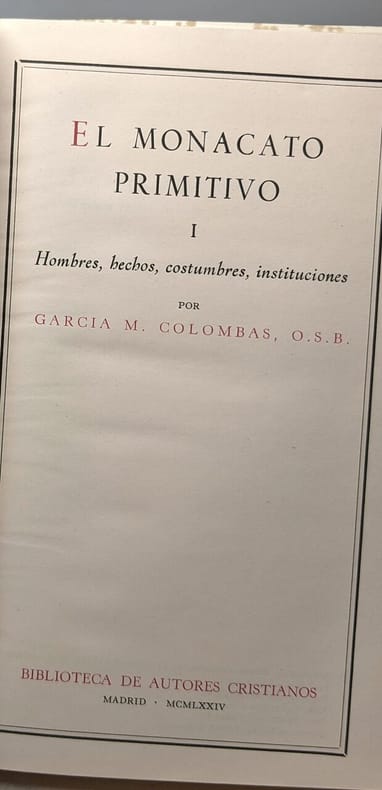 EL MONACATO
PRIMITIVO
I
Hombres, hechos, costumbres, instituciones
POR
GARCIA M. COLOMBAS, O.S.B.
BIBLIOTECA DE AUTORES CRISTIANOS
MADRID · MCMLXXIV